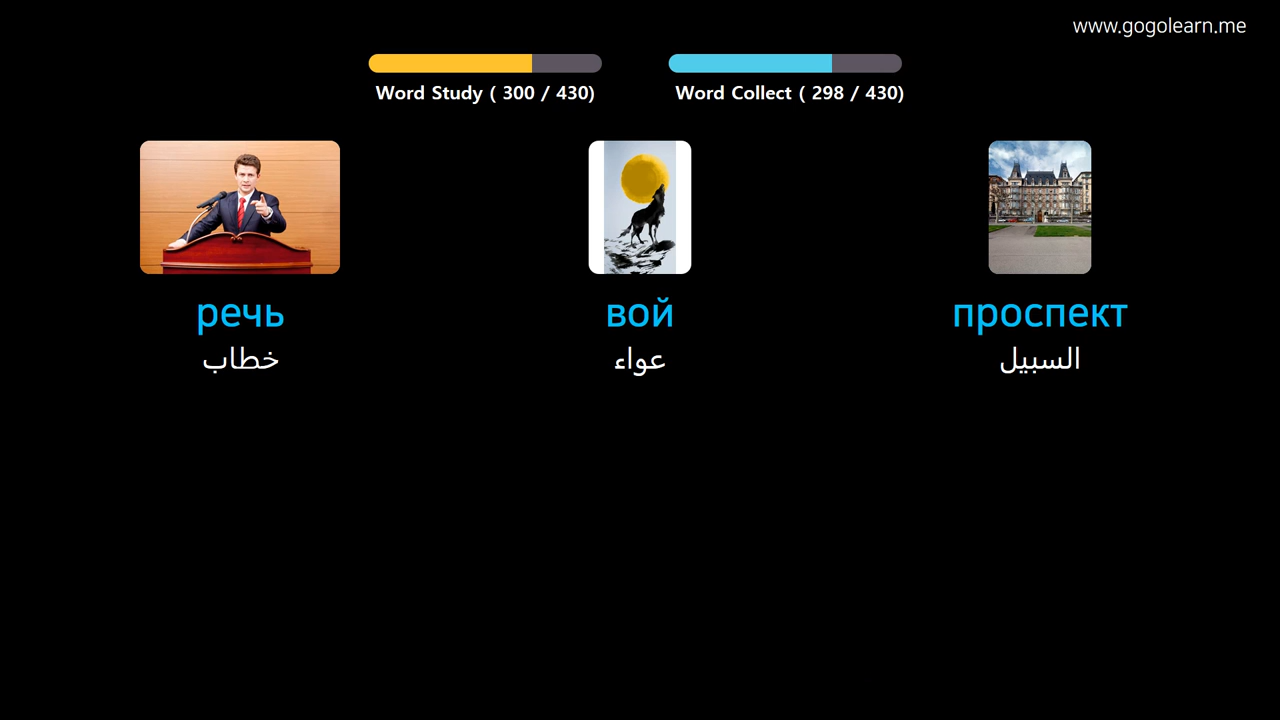 www.gogolearn.me
Word Study ( 300 / 430)
Word Collect ( 298 / 430)
речь
вой
проспект
خطاب
عواء
السبيل